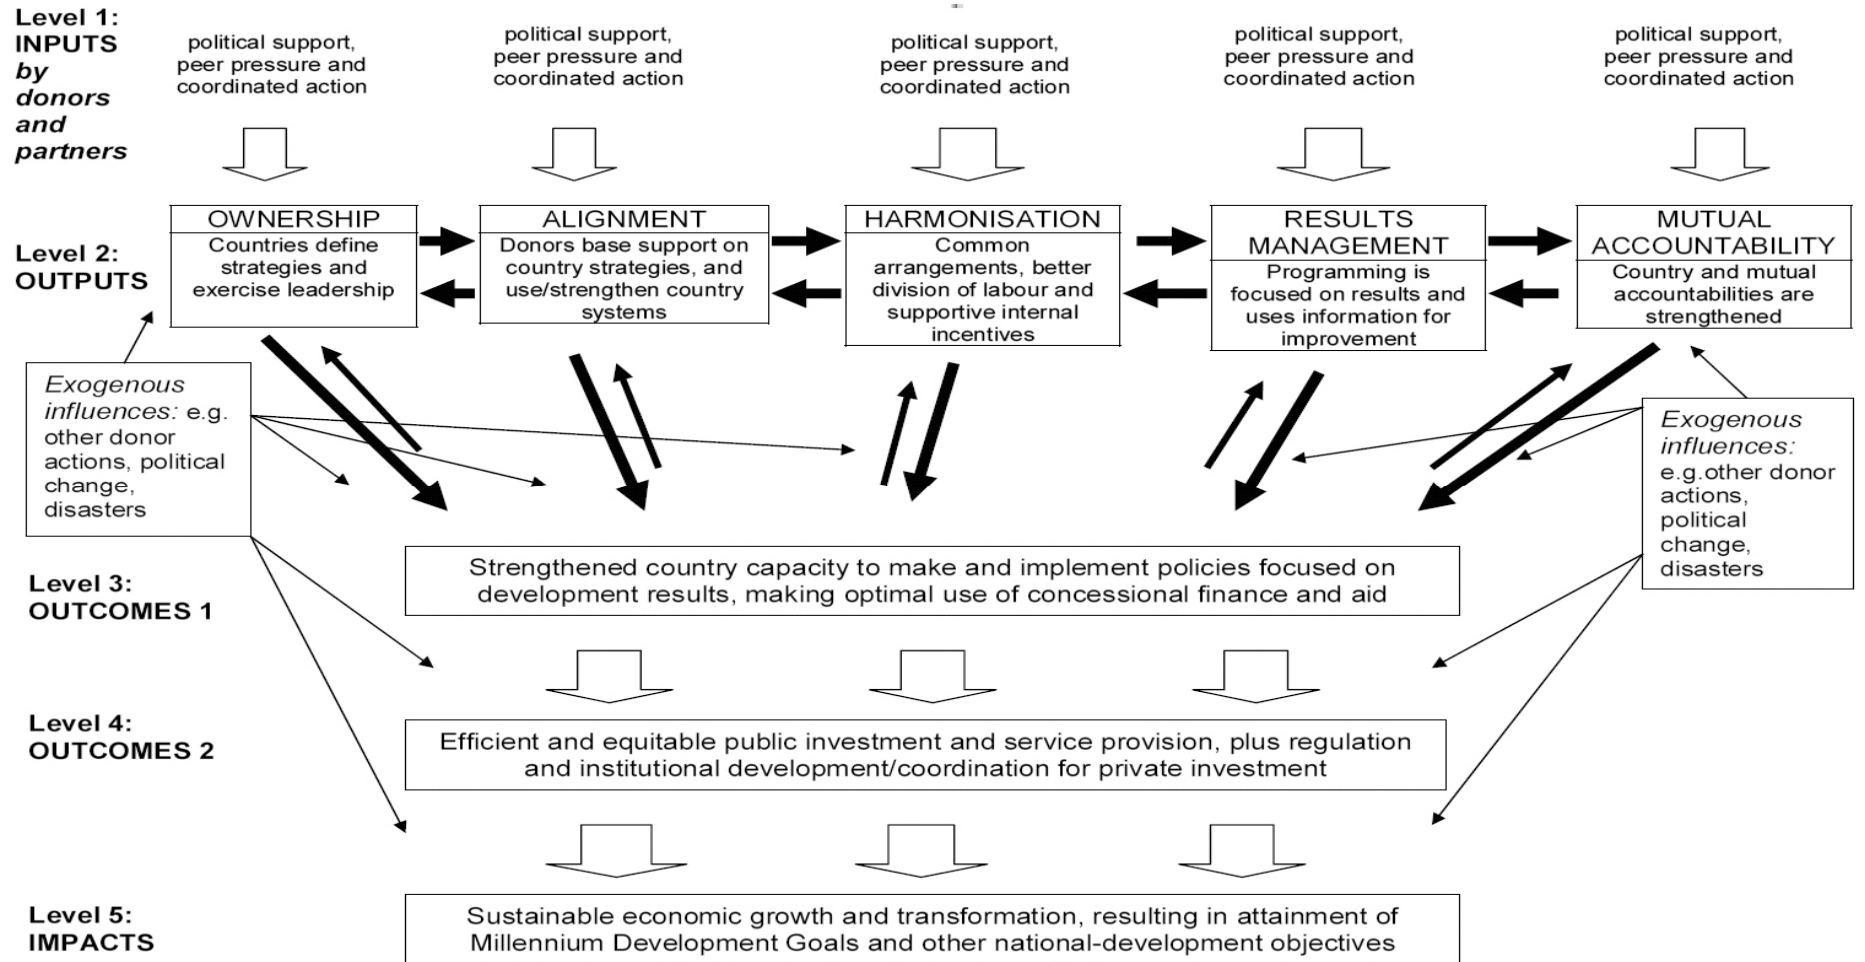 Level 1:
INPUTS
by
donors
and
partners
political support,
peer pressure and
coordinated action
political support,
peer pressure and
coordinated action
political support,
peer pressure and
coordinated action
political support,
peer pressure and
coordinated action
political support,
peer pressure and
coordinated action
Level 2:
OUTPUTS
OWNERSHIP
Countries define
strategies and
exercise leadership
ALIGNMENT
Donors base support on
country strategies, and
use/strengthen country
systems
HARMONISATION
Common
arrangements, better
division of labour and
supportive internal
incentives
RESULTS
MANAGEMENT
Programming is
focused on results and
uses information for
improvement
MUTUAL
ACCOUNTABILITY
Country and mutual
accountabilities are
strengthened
Exogenous
influences: e.g.
other donor
actions, political
change,
disasters
Exogenous
influences:
e.g.other donor
actions,
political
change,
disasters
Level 3:
OUTCOMES 1
Strengthened country capacity to make and implement policies focused on
development results, making optimal use of concessional finance and aid
Level 4:
OUTCOMES 2
Efficient and equitable public investment and service provision, plus regulation
and institutional development/coordination for private investment
Level 5:
IMPACTS
Sustainable economic growth and transformation, resulting in attainment of
Millennium Development Goals and other national-development objectives